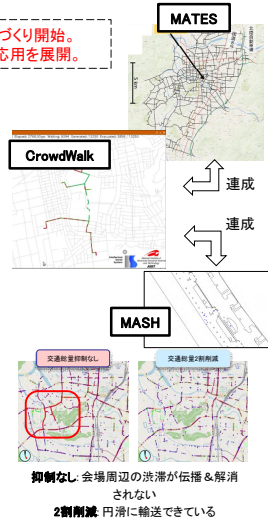 づくり開始。
応用を展開。
MATES
5 km
CrowdWalk
連成
連成
MASH
交通総量抑制なし
交通総量2割削減
抑制なし: 会場周辺の渋滞が伝播&解消
されない
2割削減: 円滑に輸送できている